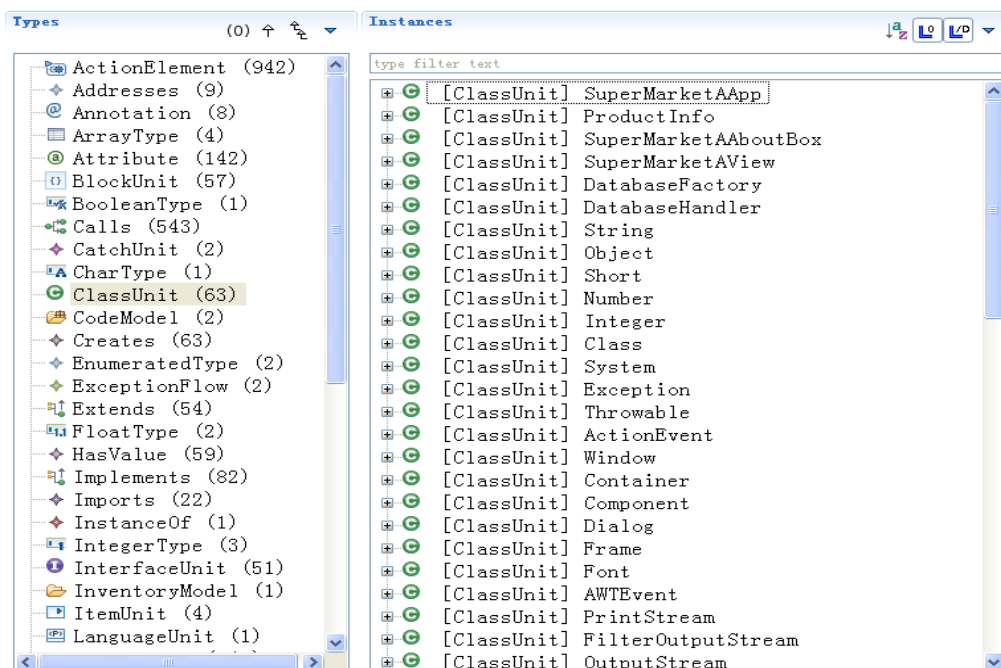 Types
(0)
ActionElement (942)
Addresses (9)
Annotation (8)
ArrayType (4)
Attribute (142)
BlockUnit (57)
BooleanType (1)
Calls (543)
CatchUnit (2)
CharType (1)
ClassUnit (63)
CodeModel (2)
Creates (63)
EnumeratedType (2)
ExceptionFlow (2)
Extends (54)
FloatType (2)
HasValue (59)
Implements (82)
Imports (22)
InstanceOf (1)
IntegerType (3)
InterfaceUnit (51)
InventoryModel (1)
ItemUnit (4)
LanguageUnit (1)
Instances
type filter text
[ClassUnit] SuperMarketAApp
[ClassUnit] ProductInfo
[ClassUnit] SuperMarketAAboutBox
[ClassUnit] SuperMarketAView
[ClassUnit] DatabaseFactory
[ClassUnit] DatabaseHandler
[ClassUnit] String
[ClassUnit] Object
[ClassUnit] Short
[ClassUnit] Number
[ClassUnit] Integer
[ClassUnit] Class
[ClassUnit] System
[ClassUnit] Exception
[ClassUnit] Throwable
[ClassUnit] ActionEvent
[ClassUnit] Window
[ClassUnit] Container
[ClassUnit] Component
[ClassUnit] Dialog
[ClassUnit] Frame
[ClassUnit] Font
[ClassUnit] AWTEvent
[ClassUnit] PrintStream
[ClassUnit] FilterOutputStream
[ClassUnit] OutputStream